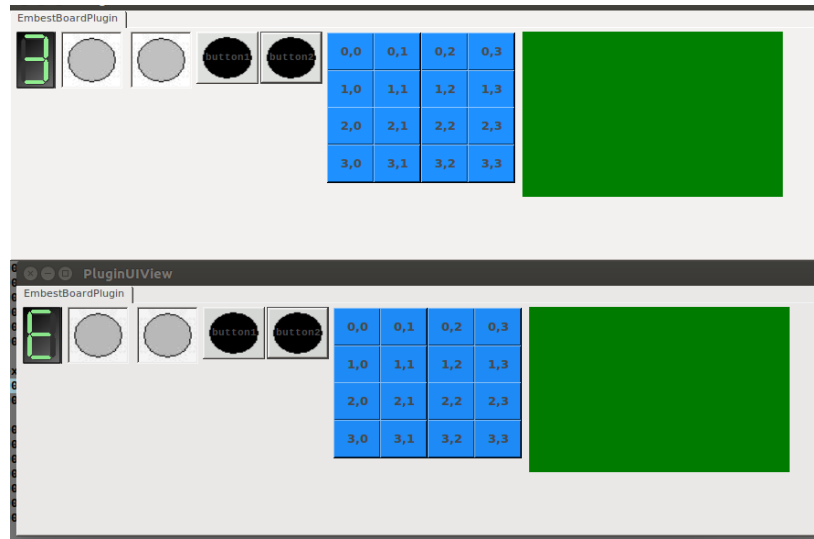 EmbestBoardPlugin
3 button1 button2 0,0 0,1 0,2 0,3
1,0 1,1 1,2 1,3
2,0 2,1 2,2 2,3
3,0 3,1 3,2 3,3
PluginUIView
EmbestBoardPlugin
E button1 button2 0,0 0,1 0,2 0,3
1,0 1,1 1,2 1,3
2,0 2,1 2,2 2,3
3,0 3,1 3,2 3,3